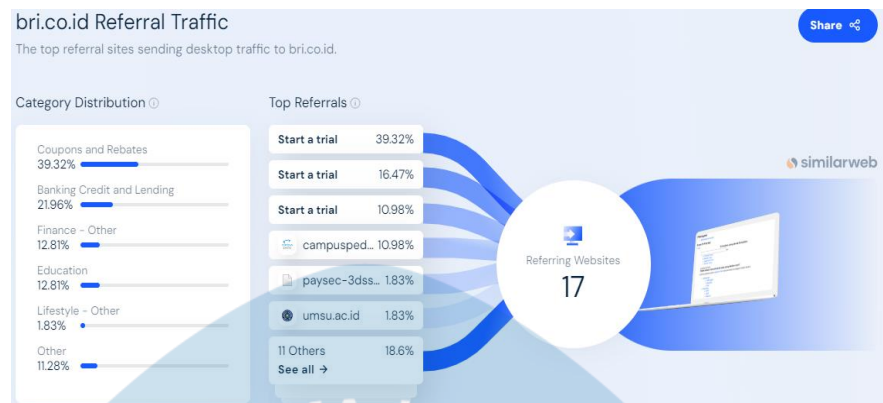 bri.co.id Referral Traffic
The top referral sites sending desktop traffic to bri.co.id.
Share
Category Distribution
Coupons and Rebates
39.32%
Banking Credit and Lending
21.96%
Finance - Other
12.81%
Education
12.81%
Lifestyle - Other
1.83%
Other
11.28%
Top Referrals
Start a trial 39.32%
Start a trial 16.47%
Start a trial 10.98%
campusped... 10.98%
paysec-3dss... 1.83%
umsu.ac.id 1.83%
11 Others 18.6%
See all →
Referring Websites
17
similarweb